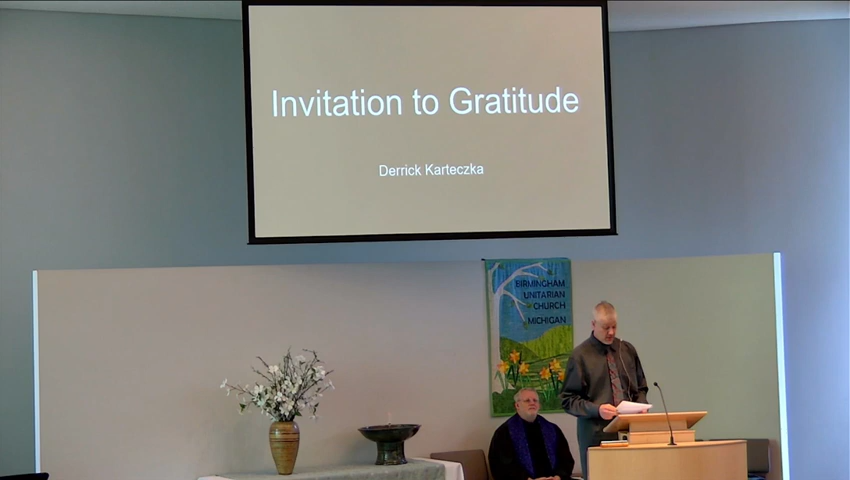 Invitation to Gratitude
Derrick Karteczka
BIRMINGHAM
UNITARIAN
CHURCH
MICHIGAN